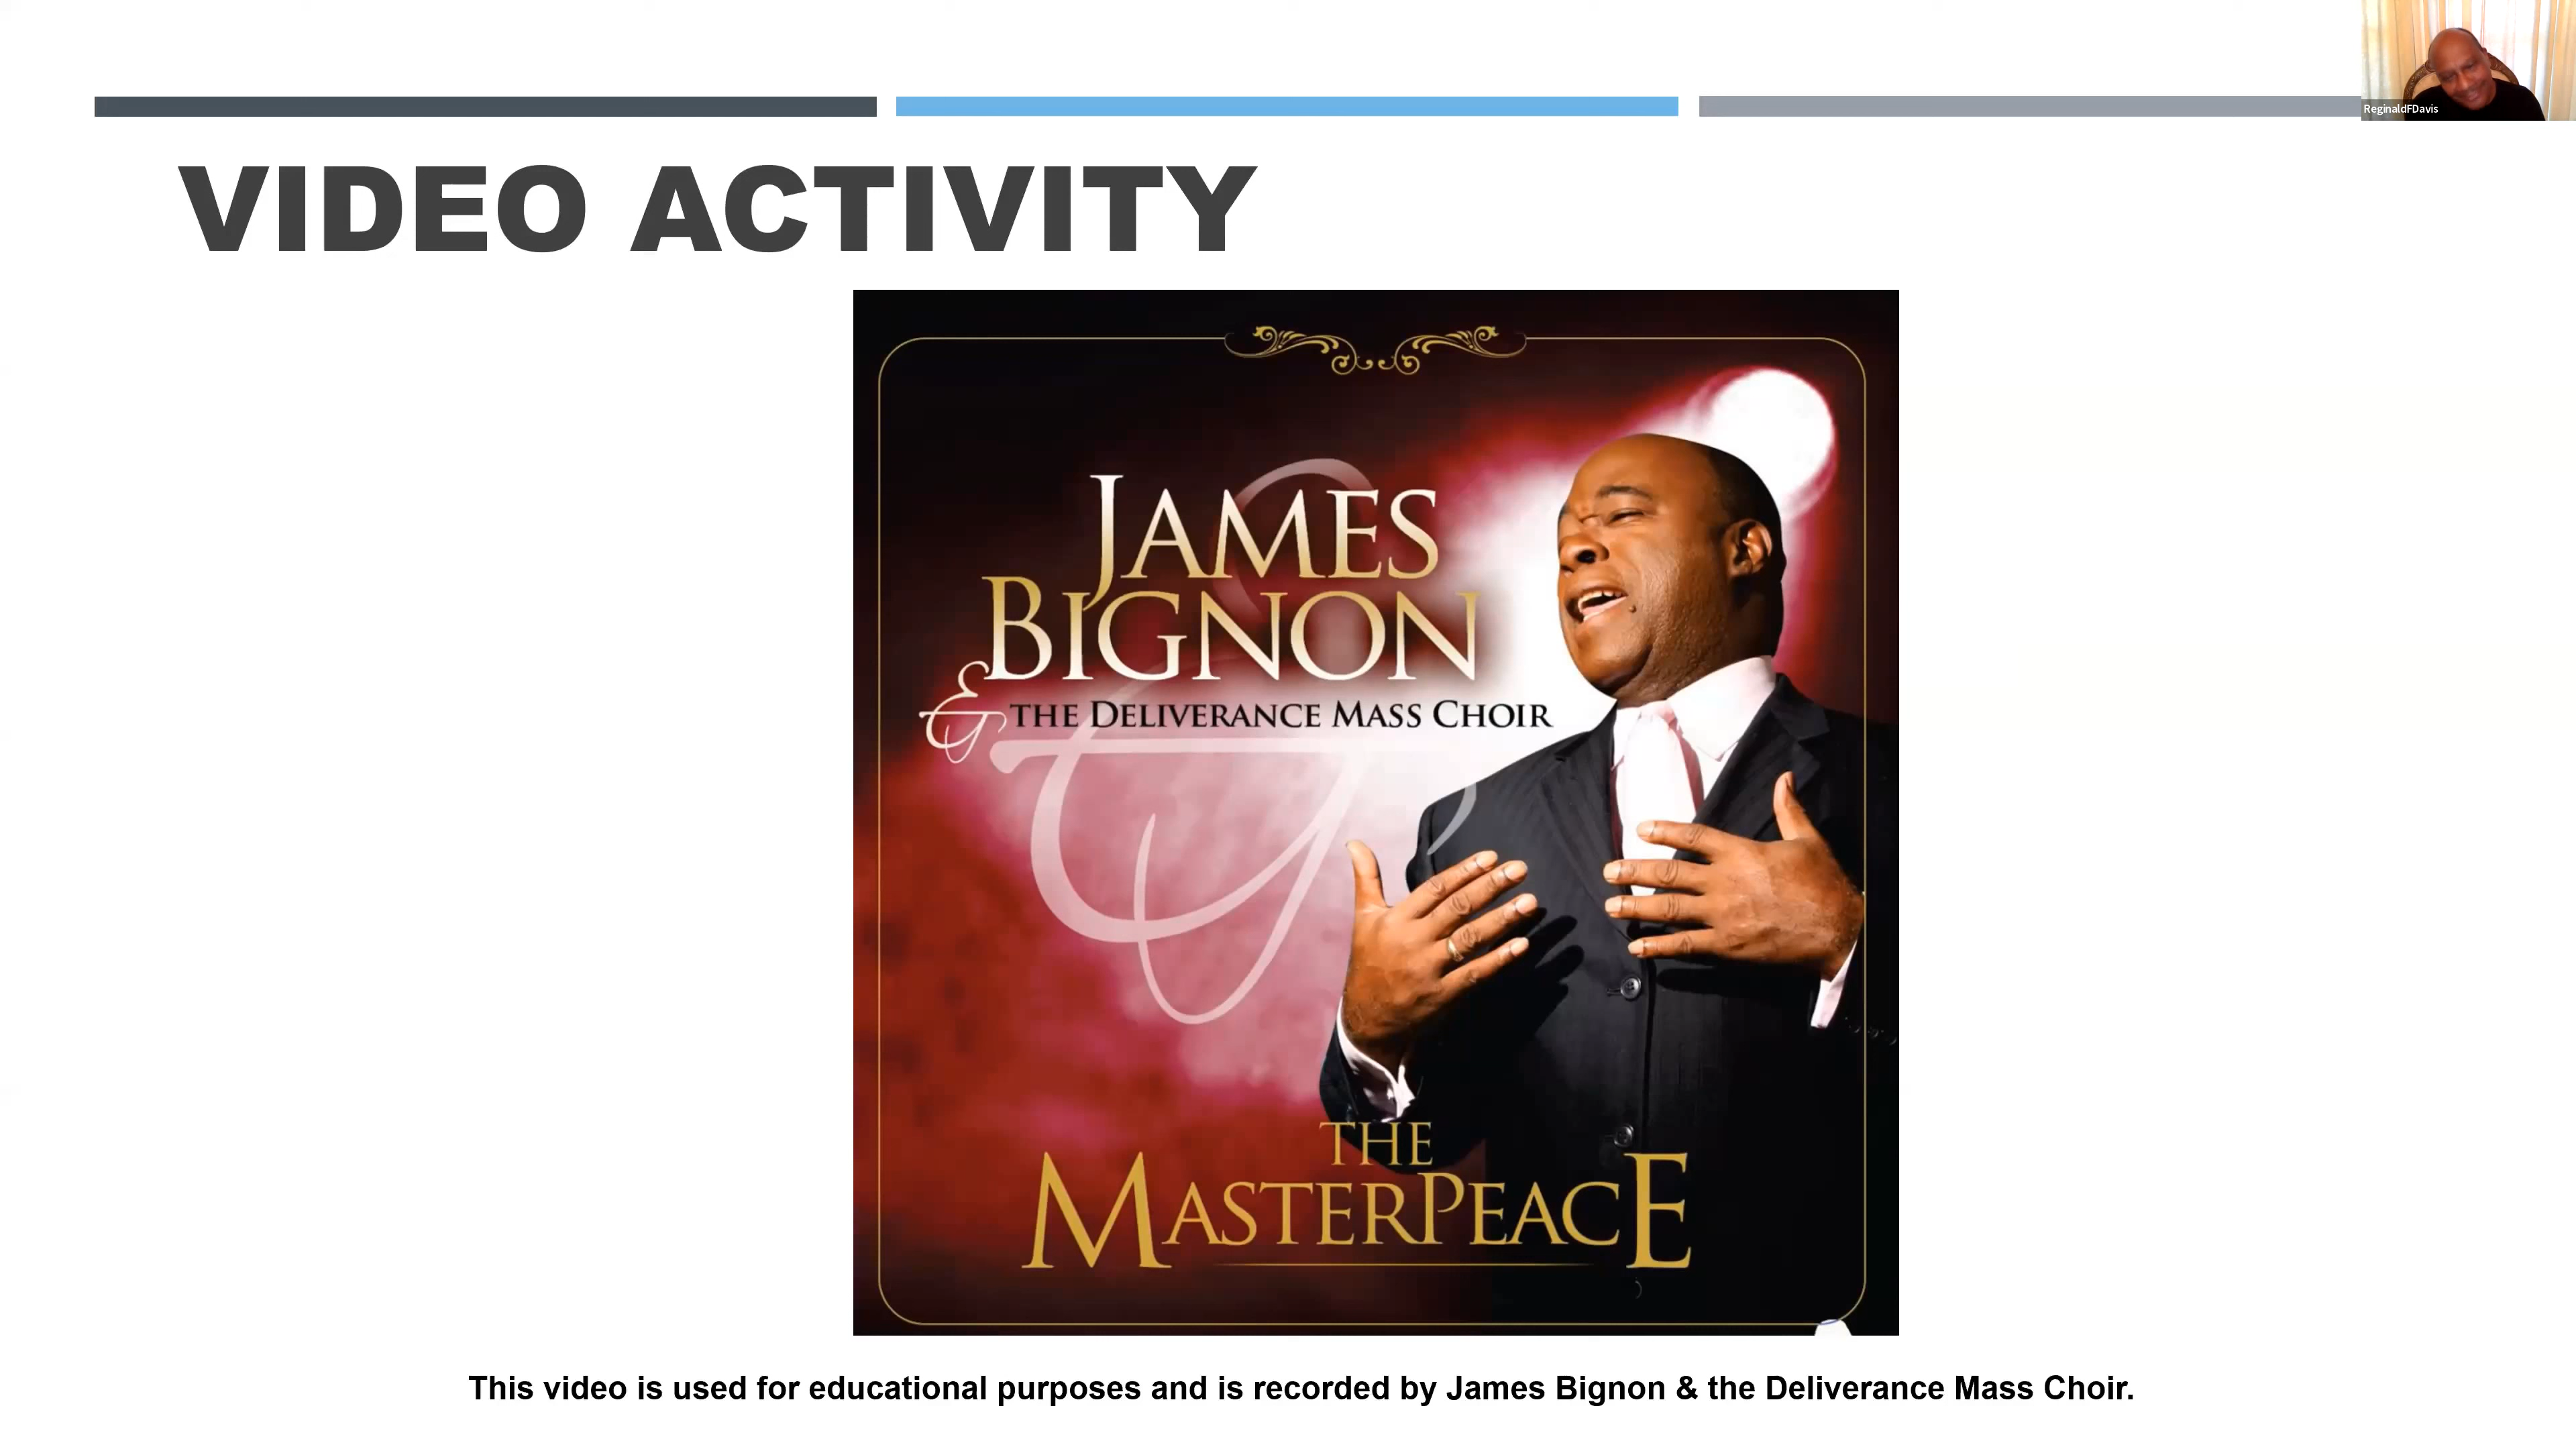 ReginaldFDavis
VIDEO ACTIVITY
JAMES
BIGNON
& THE DELIVERANCE MASS CHOIR
THE
MASTERPEACE
This video is used for educational purposes and is recorded by James Bignon & the Deliverance Mass Choir.